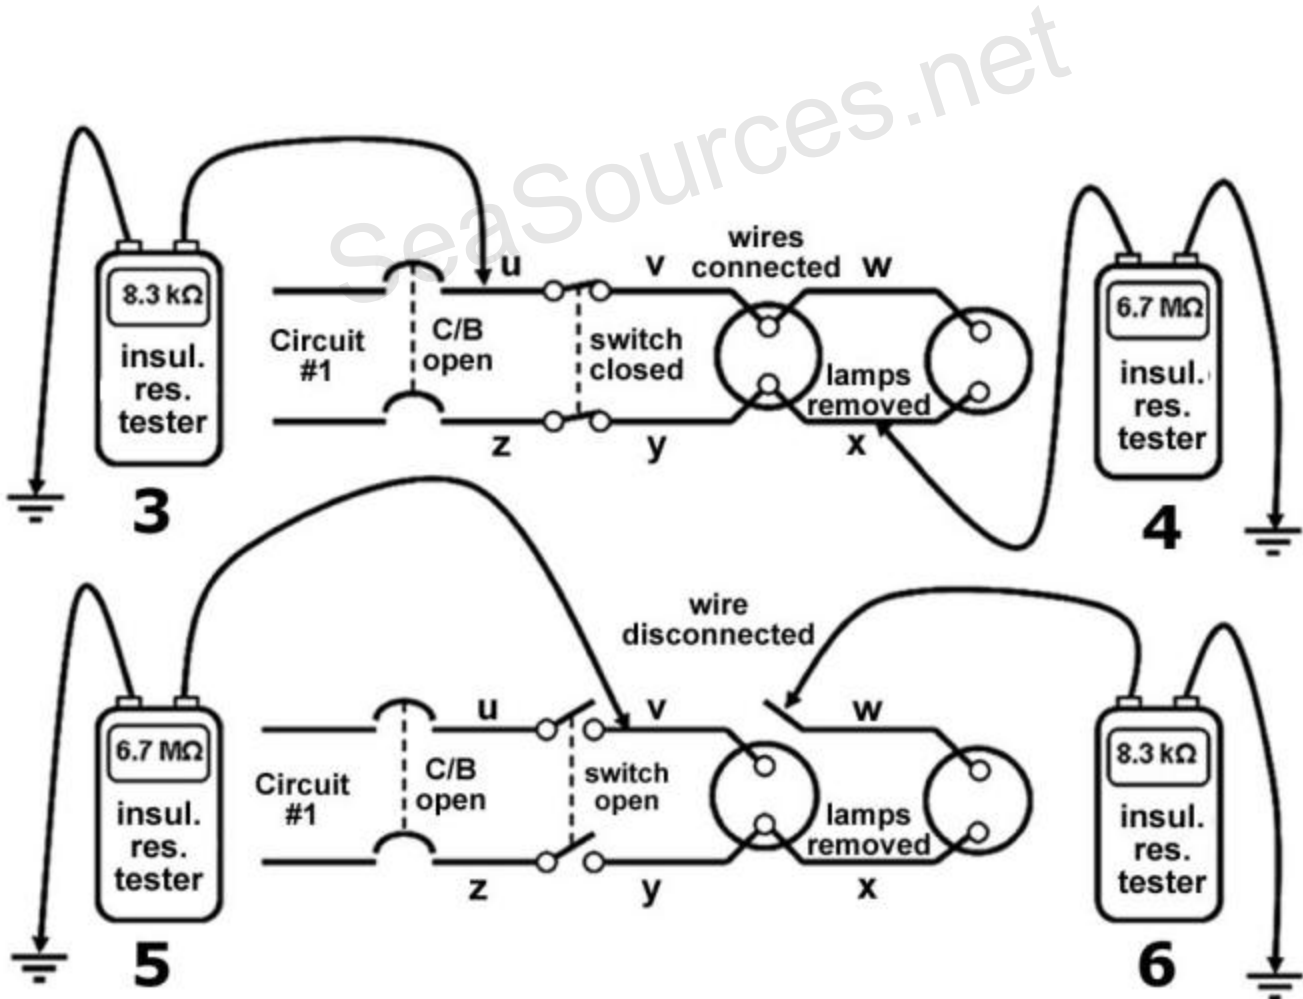 SeaSources.net
wires
connected
u
v
w
8.3 kΩ
insul.
res.
tester
3
Circuit
#1
C/B
open
switch
closed
lamps
removed
z
y
x
6.7 MΩ
insul.
res.
tester
4
wire
disconnected
u
v
w
6.7 MΩ
insul.
res.
tester
5
Circuit
#1
C/B
open
switch
open
lamps
removed
z
y
x
8.3 kΩ
insul.
res.
tester
6